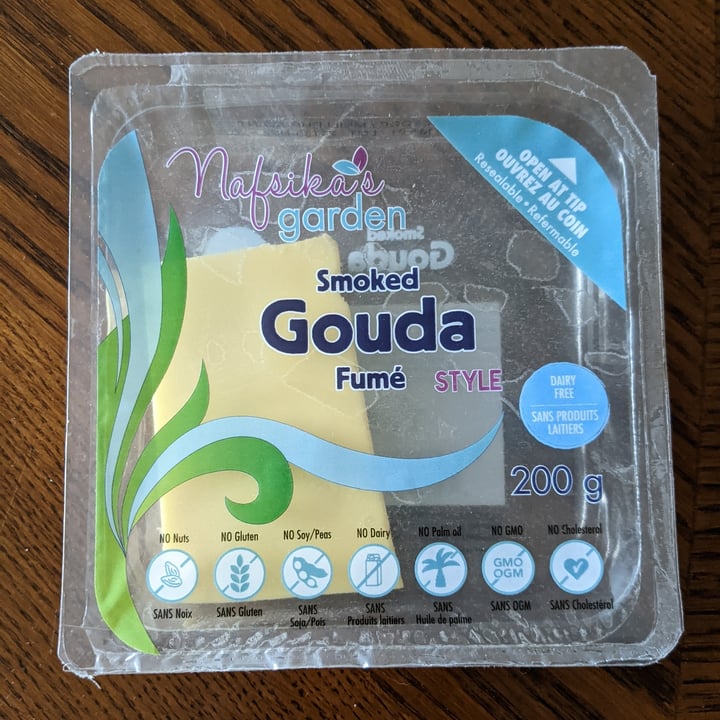 Nafsika's
garden
OPEN AT TIP
OUVREZ AU COIN
Resealable • Refermable
Smoked
Gouda
Smoked
Gouda
Fumé STYLE
DAIRY
FREE
SANS PRODUITS
LAITIERS
200 g
NO Nuts
SANS Noix
NO Gluten
SANS Gluten
NO Soy/Peas
SANS
Soja/Pois
NO Dairy
SANS
Produits laitiers
NO Palm oil
SANS
Huile de palme
NO GMO
GMO
OGM
SANS OGM
NO Cholesterol
SANS Cholestérol